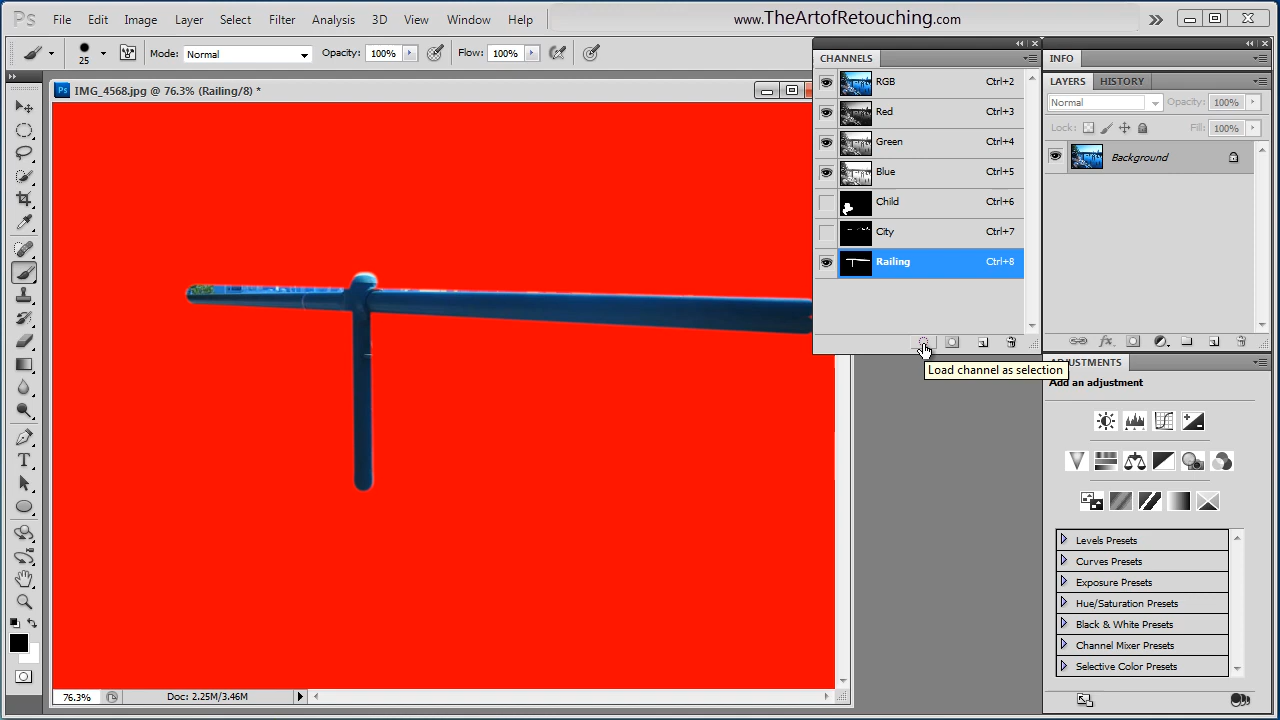 Ps File Edit Image Layer Select Filter Analysis 3D View Window Help www.TheArtofRetouching.com
25 Mode: Normal Opacity: 100% Flow: 100%
CHANNELS
RGB Ctrl+2
Red Ctrl+3
Green Ctrl+4
Blue Ctrl+5
Child Ctrl+6
City Ctrl+7
Railing Ctrl+8
Load channel as selection
INFO
LAYERS HISTORY
Normal Opacity: 100%
Lock: Fill: 100%
Background
ADJUSTMENTS
Add an adjustment
Levels Presets
Curves Presets
Exposure Presets
Hue/Saturation Presets
Black & White Presets
Channel Mixer Presets
Selective Color Presets
@ 76.3% (Railing/8) *
76.3% Doc: 2.25M/3.46M